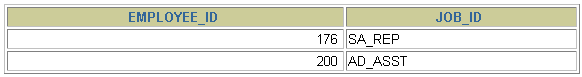 EMPLOYEE_ID JOB_ID
176 SA_REP
200 AD_ASST